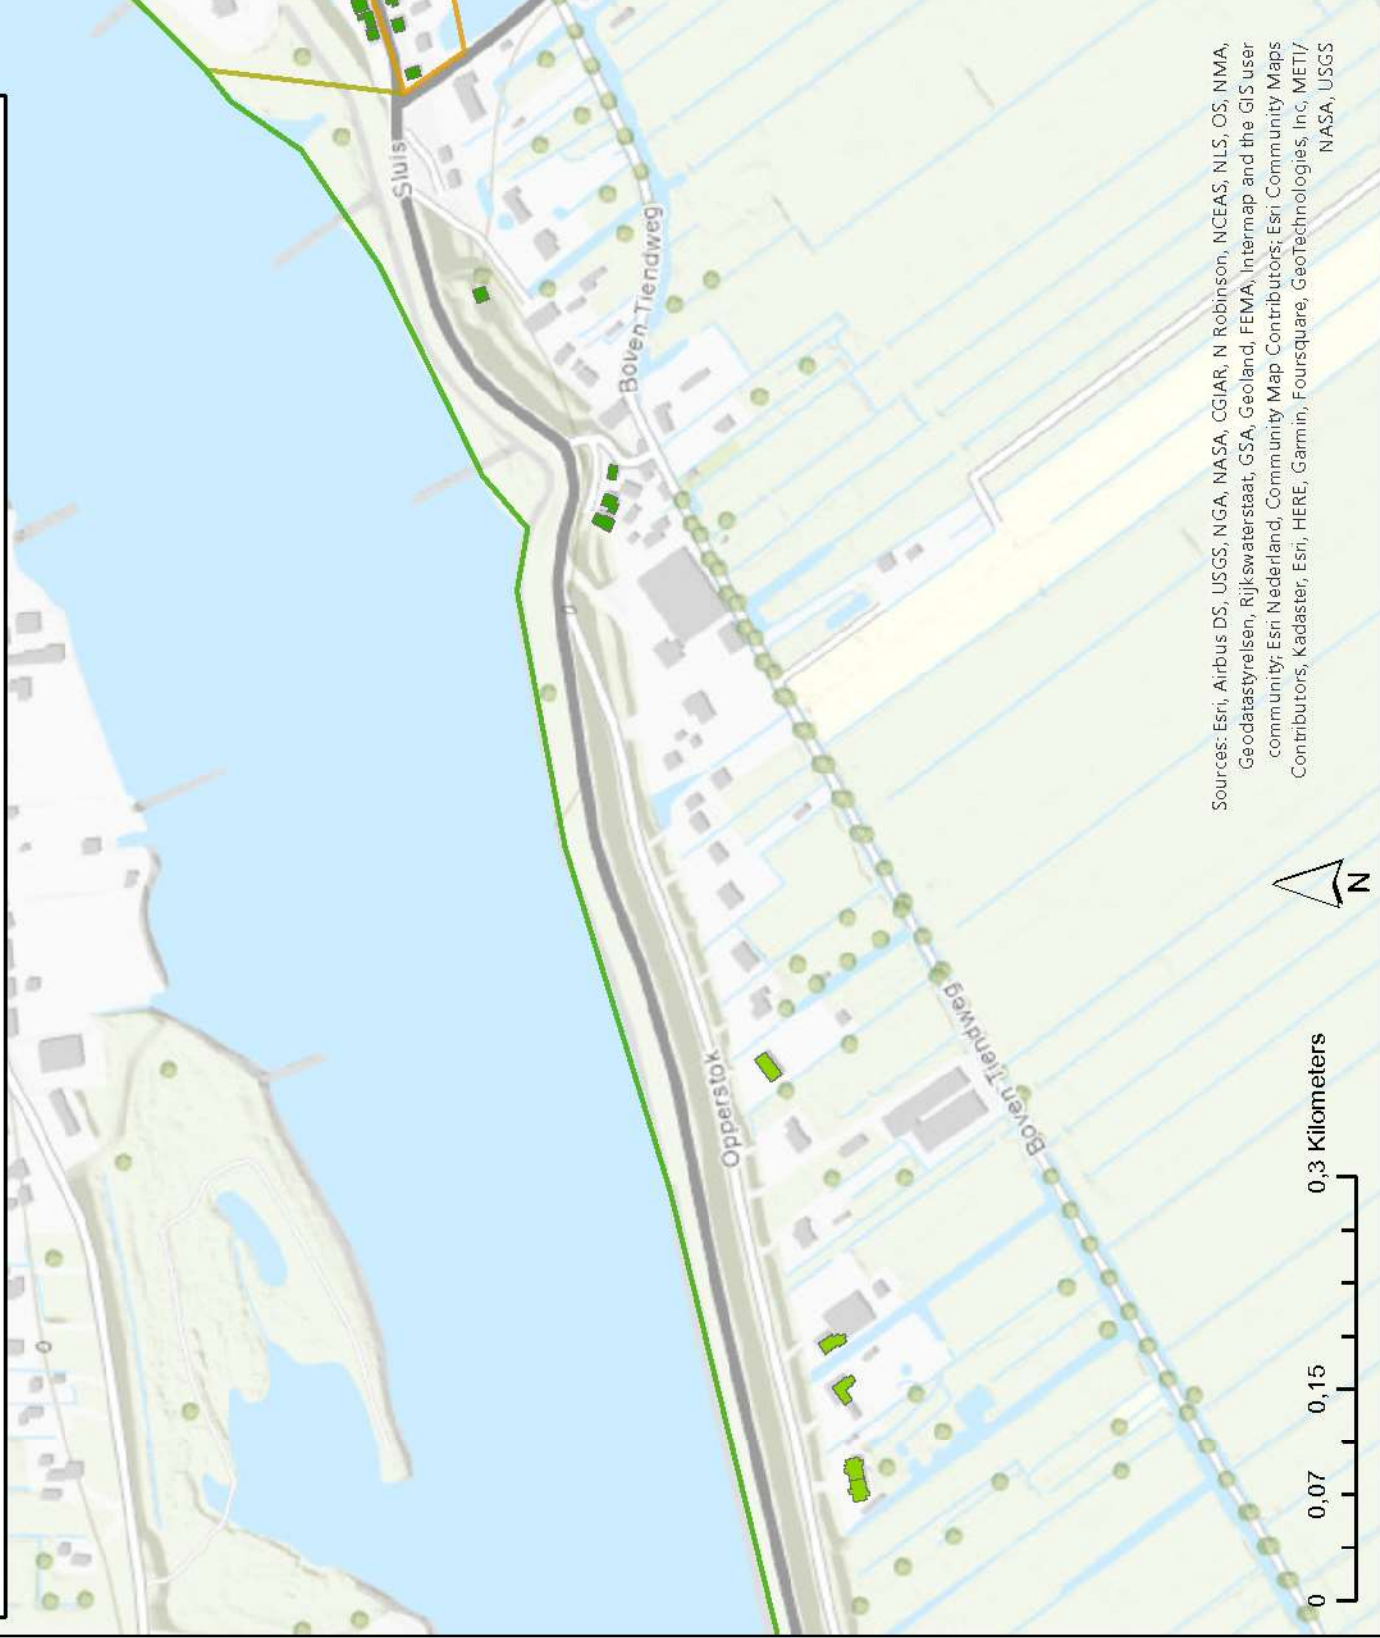 Sluis
Boven Tiendweg
Opperstok
Boven Tiendweg
Sources: Esri, Airbus DS, USGS, NGA, NASA, CGIAR, N Robinson, NCEAS, NLS, OS, NMA,
Geodatastyrelsen, Rijkswaterstaat, GSA, Geoland, FEMA, Intermap and the GIS user
community; Esri Nederland, Community Map Contributors; Esri Community Maps
Contributors, Kadaster, Esri, HERE, Garmin, Foursquare, GeoTechnologies, Inc, METI/
NASA, USGS
N
0 0,07 0,15 0,3 Kilometers